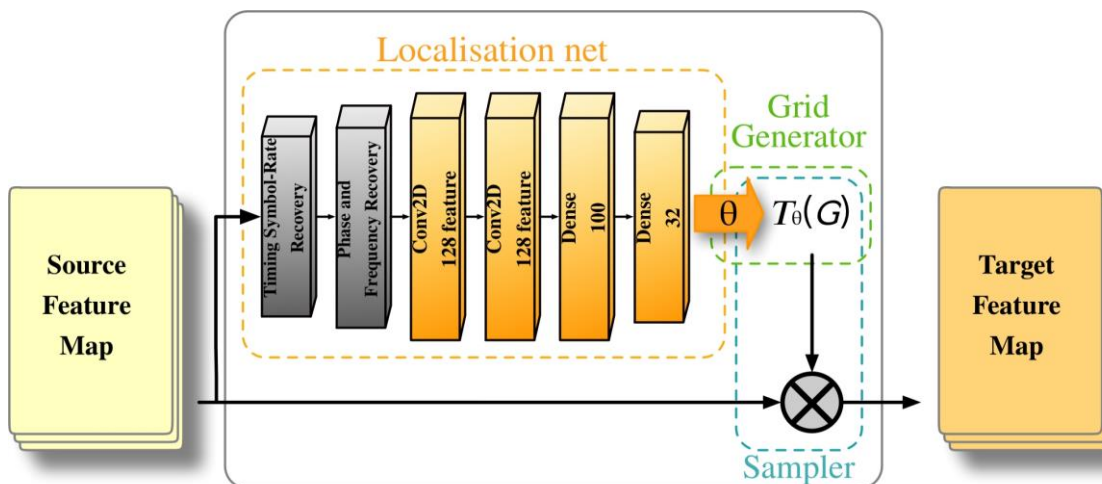 Localisation net
Grid
Generator
Source
Feature
Map
Timing Symbol-Rate
Recovery
Phase and
Frequency Recovery
Conv2D
128 feature
Conv2D
128 feature
Dense
100
Dense
32
θ
Tθ(G)
Sampler
Target
Feature
Map